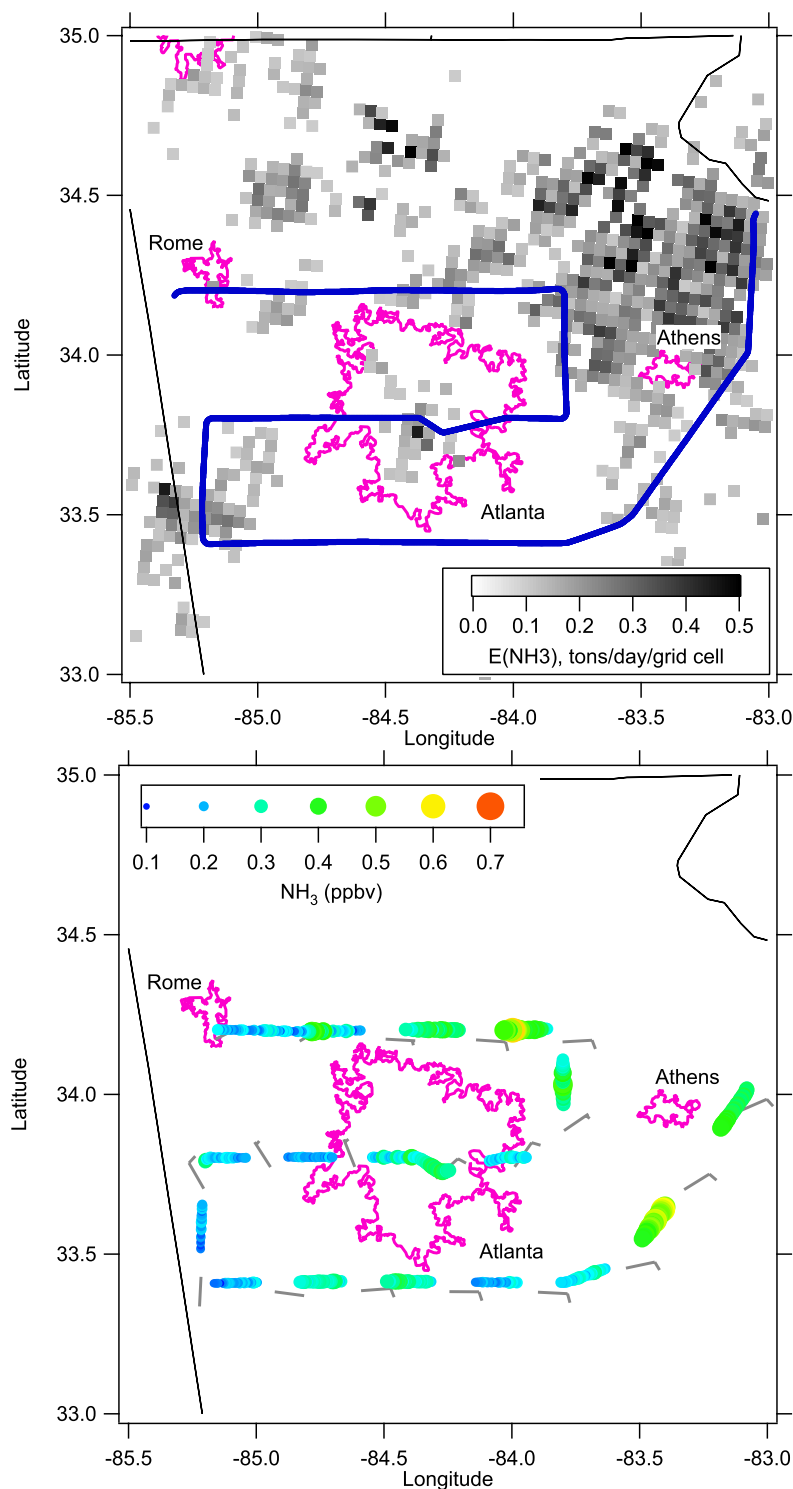 35.0
34.5
34.0
33.5
33.0
Latitude
Rome
Athens
Atlanta
0.0 0.1 0.2 0.3 0.4 0.5
E(NH3), tons/day/grid cell
-85.5 -85.0 -84.5 -84.0 -83.5 -83.0
Longitude
35.0
34.5
34.0
33.5
33.0
Latitude
0.1 0.2 0.3 0.4 0.5 0.6 0.7
NH₃ (ppbv)
Rome
Athens
Atlanta
-85.5 -85.0 -84.5 -84.0 -83.5 -83.0
Longitude